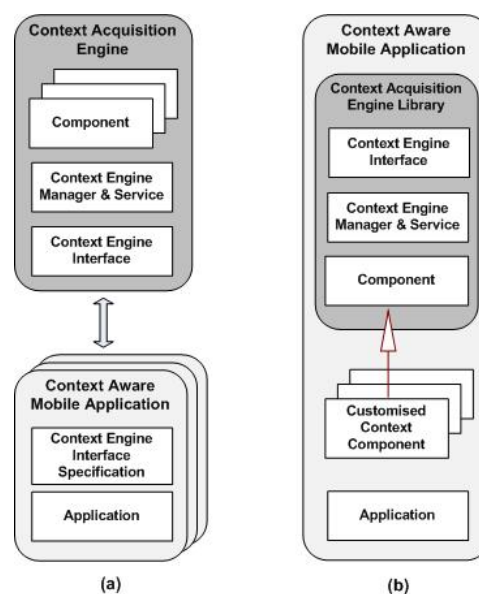 Context Acquisition
Engine
Component
Context Engine
Manager & Service
Context Engine
Interface
Context Aware
Mobile Application
Context Engine
Interface
Specification
Application
(a)
Context Aware
Mobile Application
Context Acquisition
Engine Library
Context Engine
Interface
Context Engine
Manager & Service
Component
Customised
Context
Component
Application
(b)